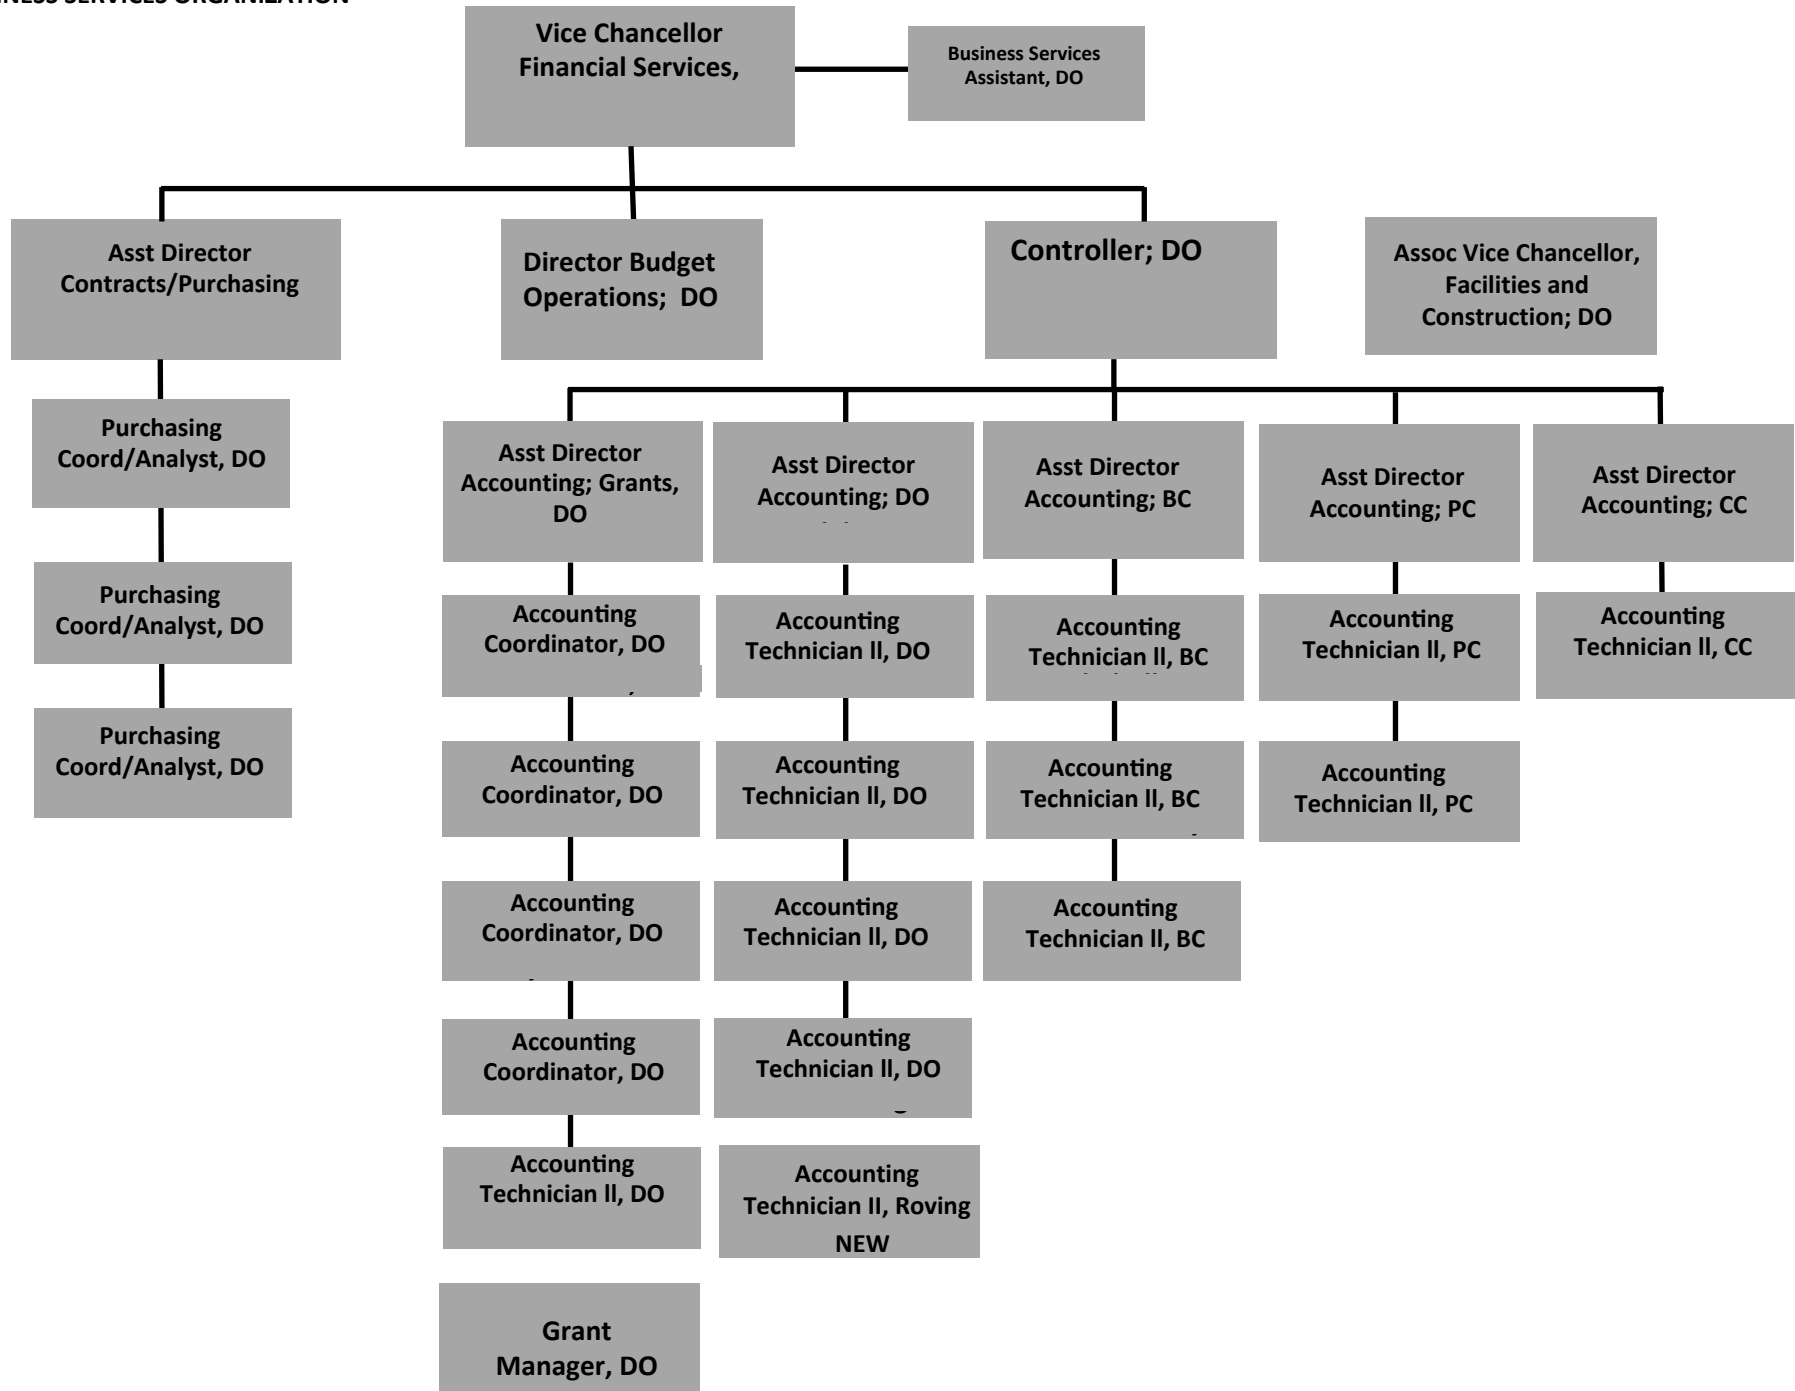 SERVICES ORGANIZATION
Vice Chancellor
Financial Services,
Business Services
Assistant, DO
Asst Director
Contracts/Purchasing
Director Budget
Operations; DO
Controller; DO
Assoc Vice Chancellor,
Facilities and
Construction; DO
Purchasing
Coord/Analyst, DO
Purchasing
Coord/Analyst, DO
Purchasing
Coord/Analyst, DO
Asst Director
Accounting; Grants,
DO
Accounting
Coordinator, DO
Accounting
Coordinator, DO
Accounting
Coordinator, DO
Accounting
Coordinator, DO
Accounting
Technician ll, DO
Grant
Manager, DO
Asst Director
Accounting; DO
Accounting
Technician ll, DO
Accounting
Technician ll, DO
Accounting
Technician ll, DO
Accounting
Technician ll, DO
Accounting
Technician II, Roving
NEW
Asst Director
Accounting; BC
Accounting
Technician ll, BC
Accounting
Technician ll, BC
Accounting
Technician ll, BC
Asst Director
Accounting; PC
Accounting
Technician ll, PC
Accounting
Technician ll, PC
Asst Director
Accounting; CC
Accounting
Technician ll, CC